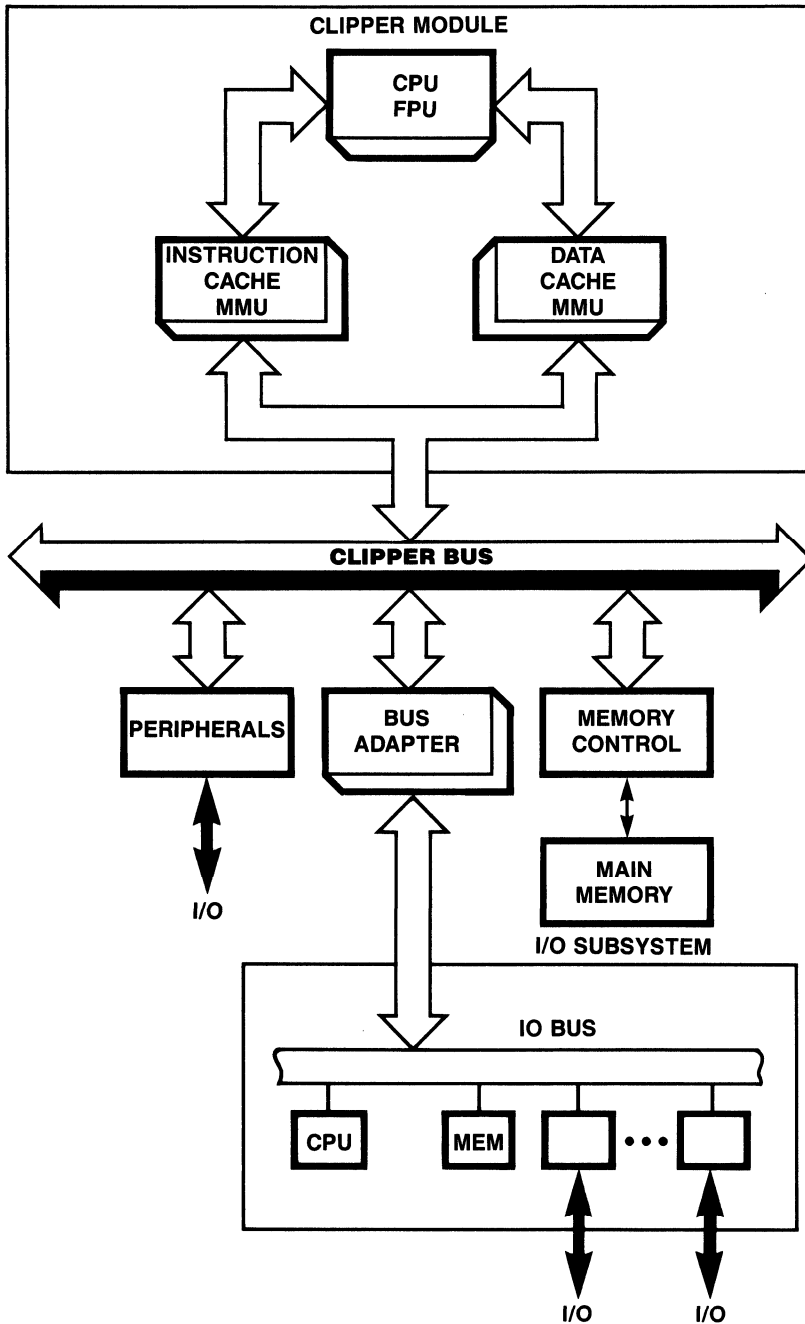 CLIPPER MODULE
CPU
FPU
INSTRUCTION
CACHE
MMU
DATA
CACHE
MMU
CLIPPER BUS
PERIPHERALS
BUS
ADAPTER
MEMORY
CONTROL
I/O
MAIN
MEMORY
I/O SUBSYSTEM
IO BUS
CPU
MEM
•••
I/O
I/O